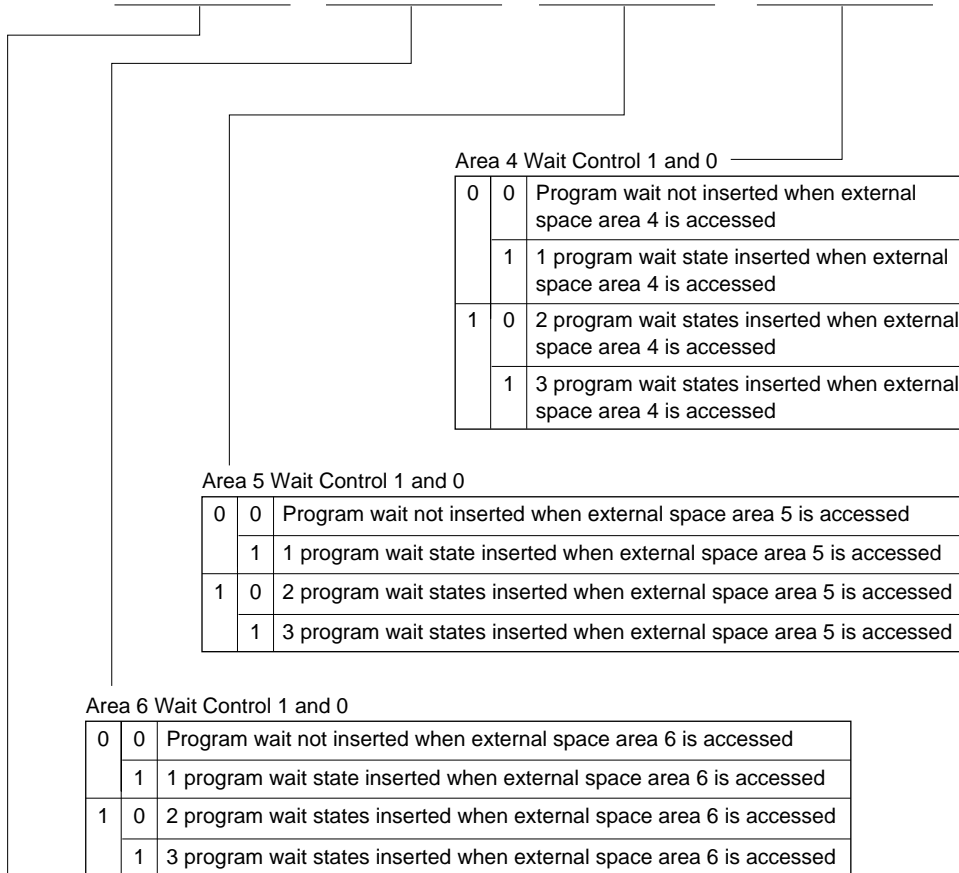 Area 4 Wait Control 1 and 0
0 0 Program wait not inserted when external
space area 4 is accessed
1 1 program wait state inserted when external
space area 4 is accessed
1 0 2 program wait states inserted when external
space area 4 is accessed
1 3 program wait states inserted when external
space area 4 is accessed
Area 5 Wait Control 1 and 0
0 0 Program wait not inserted when external space area 5 is accessed
1 1 program wait state inserted when external space area 5 is accessed
1 0 2 program wait states inserted when external space area 5 is accessed
1 3 program wait states inserted when external space area 5 is accessed
Area 6 Wait Control 1 and 0
0 0 Program wait not inserted when external space area 6 is accessed
1 1 program wait state inserted when external space area 6 is accessed
1 0 2 program wait states inserted when external space area 6 is accessed
1 3 program wait states inserted when external space area 6 is accessed